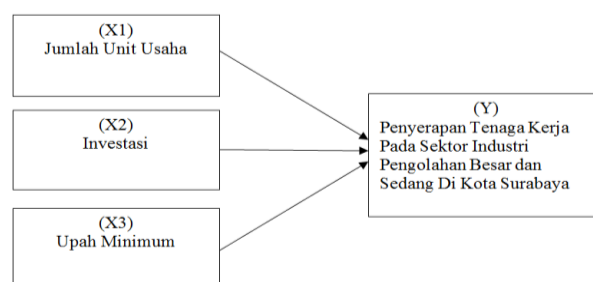 (X1)
Jumlah Unit Usaha
(X2)
Investasi
(X3)
Upah Minimum
(Y)
Penyerapan Tenaga Kerja
Pada Sektor Industri
Pengolahan Besar dan
Sedang Di Kota Surabaya